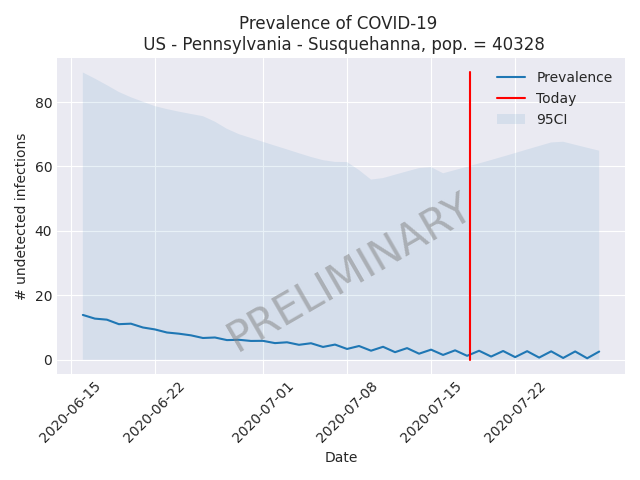 Prevalence of COVID-19
US - Pennsylvania - Susquehanna, pop. = 40328
Prevalence
Today
95CI
# undetected infections
80
60
40
20
0
PRELIMINARY
2020-06-15
2020-06-22
2020-07-01
2020-07-08
2020-07-15
2020-07-22
Date